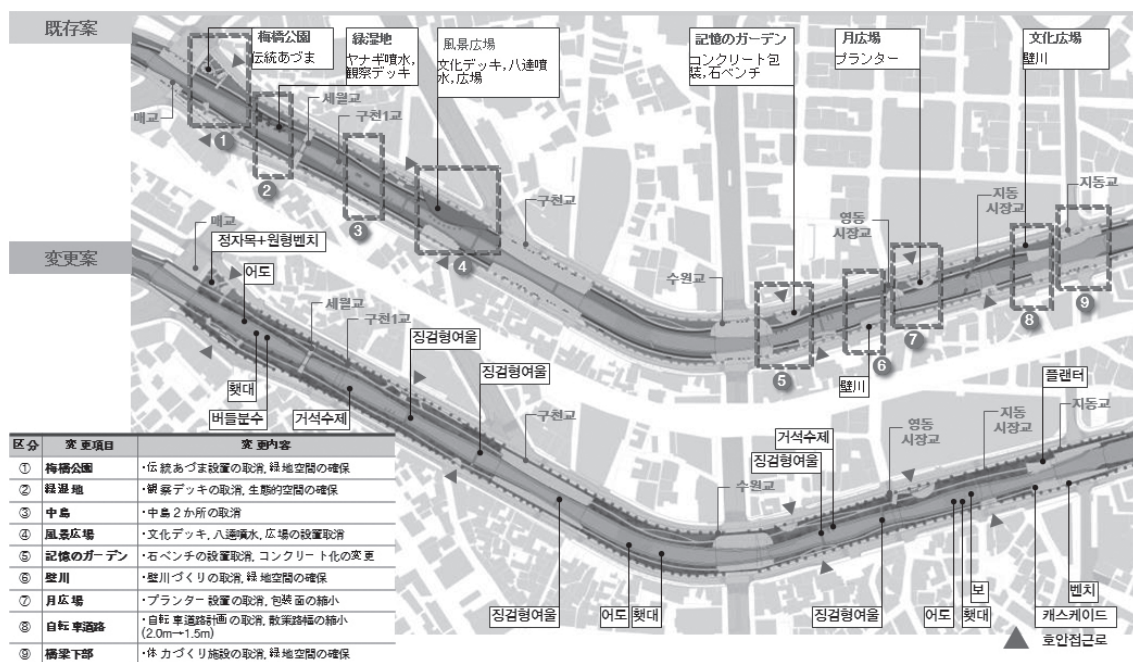 既存案
梅橋公園
伝統あづま
緑湿地
ヤナギ噴水,
観察デッキ
風景広場
文化デッキ, 八達噴
水, 広場
記憶のガーデン
コンクリート包
装, 石ベンチ
月広場
プランター
文化広場
壁川
매교
세월교
구천1교
구천교
수원교
영동
시장교
지동
시장교
지동교
①
②
③
④
⑤
⑥
⑦
⑧
⑨
壁川
変更案
매교
정자목+원형벤치
어도
세월교
구천1교
징검형여울
징검형여울
횃대
버들분수
거석수제
구천교
수원교
거석수제
징검형여울
영동
시장교
지동
시장교
플랜터
지동교
징검형여울
어도
횃대
징검형여울
어도
횃대
보
캐스케이드
벤치
호안접근로
区分 変更項目 変更内容
① 梅橋公園 ・伝統あづま設置の取消, 緑地空間の確保
② 緑湿地 ・観察デッキの取消, 生態的空間の確保
③ 中島 ・中島２か所の取消
④ 風景広場 ・文化デッキ, 八達噴水, 広場の設置取消
⑤ 記憶のガーデン ・石ベンチの設置取消, コンクリート化の変更
⑥ 壁川 ・壁川づくりの取消, 緑地空間の確保
⑦ 月広場 ・プランター設置の取消, 包装面の縮小
⑧ 自転車道路 ・自転車道路計画の取消, 散策路幅の縮小
(2.0m→1.5m)
⑨ 橋梁下部 ・体力づくり施設の取消, 緑地空間の確保